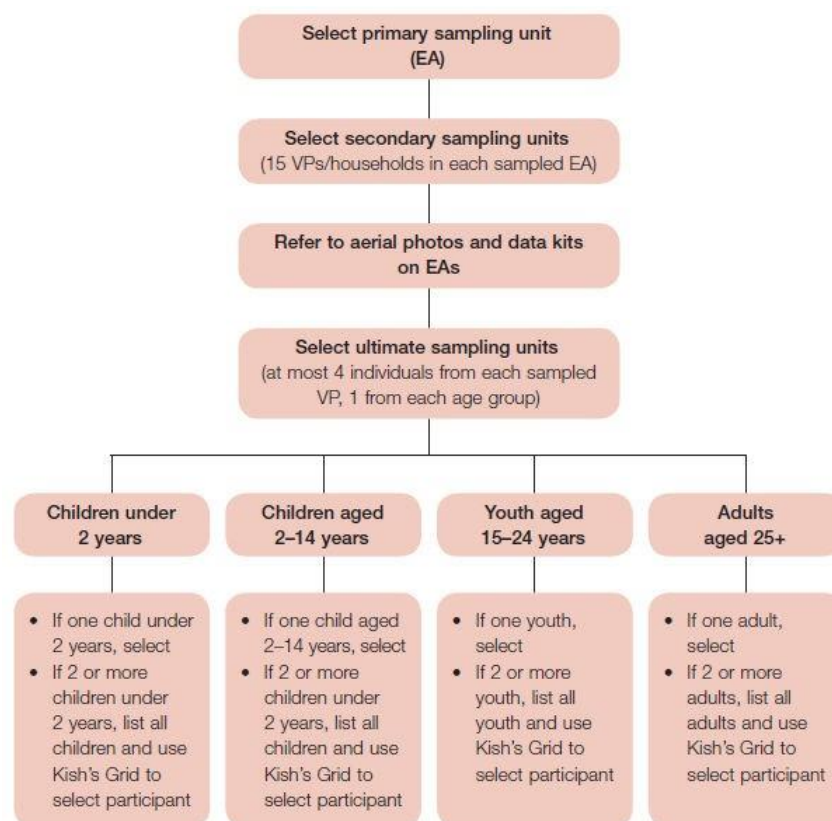 Select primary sampling unit
(EA)
Select secondary sampling units
(15 VPs/households in each sampled EA)
Refer to aerial photos and data kits
on EAs
Select ultimate sampling units
(at most 4 individuals from each sampled
VP, 1 from each age group)
Children under
2 years
Children aged
2–14 years
Youth aged
15–24 years
Adults
aged 25+
• If one child under
2 years, select
• If 2 or more
children under
2 years, list all
children and use
Kish's Grid to
select participant
• If one child aged
2–14 years, select
• If 2 or more
children under
2 years, list all
children and use
Kish's Grid to
select participant
• If one youth,
select
• If 2 or more
youth, list all
youth and use
Kish's Grid to
select participant
• If one adult,
select
• If 2 or more
adults, list all
adults and use
Kish's Grid to
select participant